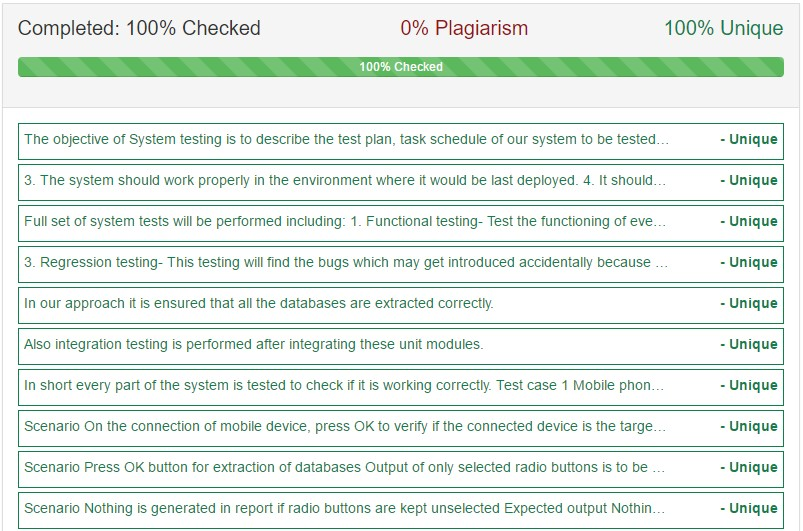 Completed: 100% Checked 0% Plagiarism 100% Unique
100% Checked
The objective of System testing is to describe the test plan, task schedule of our system to be tested… - Unique
3. The system should work properly in the environment where it would be last deployed. 4. It should… - Unique
Full set of system tests will be performed including: 1. Functional testing- Test the functioning of eve… - Unique
3. Regression testing- This testing will find the bugs which may get introduced accidentally because … - Unique
In our approach it is ensured that all the databases are extracted correctly. - Unique
Also integration testing is performed after integrating these unit modules. - Unique
In short every part of the system is tested to check if it is working correctly. Test case 1 Mobile phon… - Unique
Scenario On the connection of mobile device, press OK to verify if the connected device is the targe… - Unique
Scenario Press OK button for extraction of databases Output of only selected radio buttons is to be … - Unique
Scenario Nothing is generated in report if radio buttons are kept unselected Expected output Nothin… - Unique